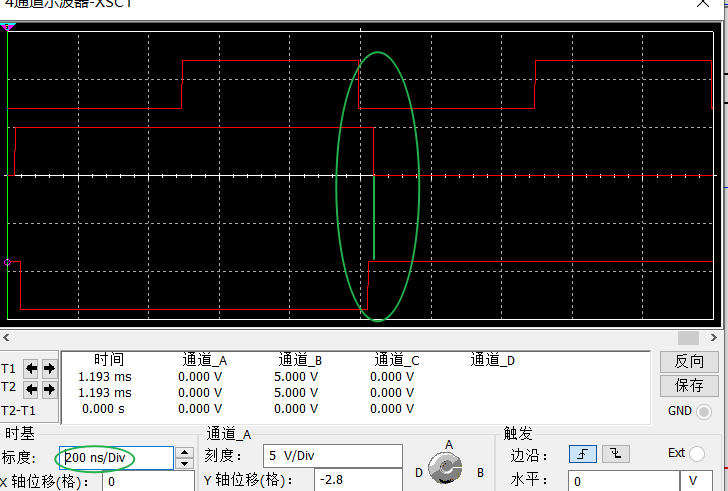 4通道示波器-XSC1
时间 通道_A 通道_B 通道_C 通道_D
T1 1.193 ms 0.000 V 5.000 V 0.000 V
T2 1.193 ms 0.000 V 5.000 V 0.000 V
T2-T1 0.000 s 0.000 V 0.000 V 0.000 V
反向
保存
GND
时基 通道_A 触发
标度: 200 ns/Div 刻度: 5 V/Div A D B 边沿: Ext
X 轴位移(格): 0 Y 轴位移(格): -2.8 水平: 0 V